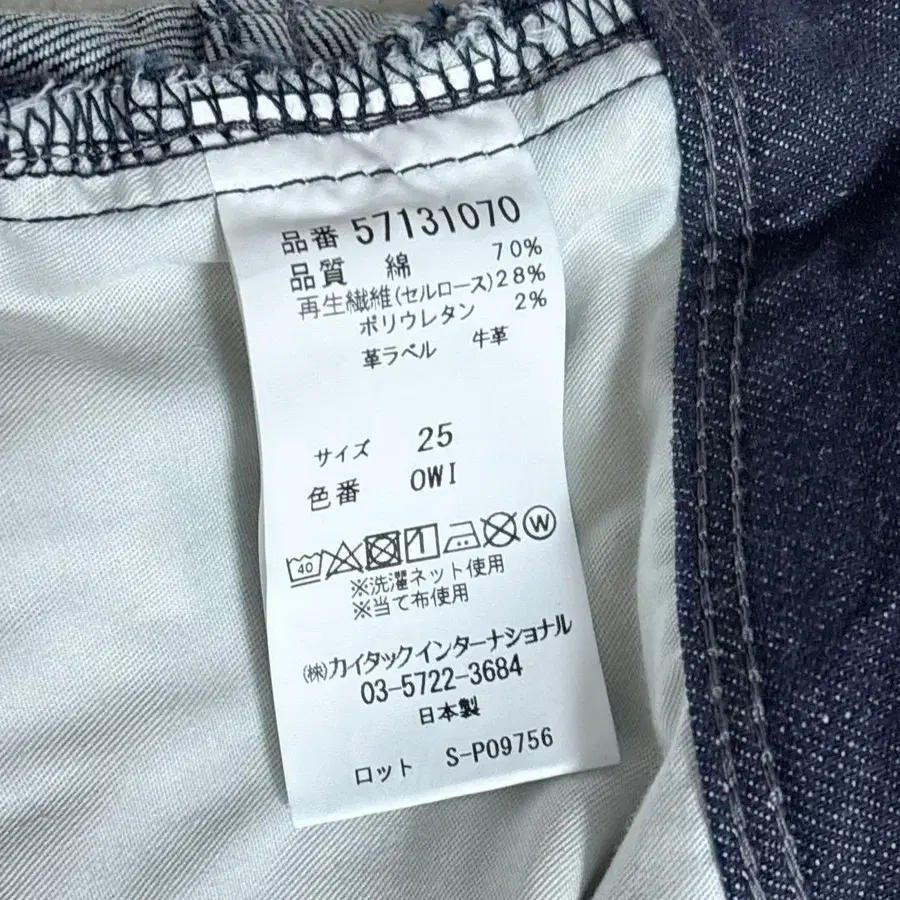 品番 57131070
品質 綿 70%
再生繊維(セルロース)28%
ポリウレタン 2%
革ラベル 牛革
サイズ 25
色番 OWI
40 W
※洗濯ネット使用
※当て布使用
㈱カイタックインターナショナル
03-5722-3684
日本製
ロット S-P09756